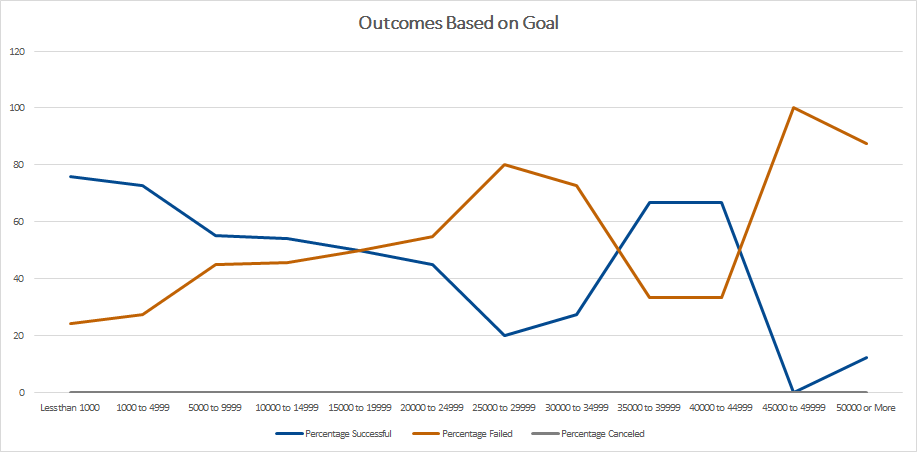 Outcomes Based on Goal
120
100
80
60
40
20
0
Less than 1000 1000 to 4999 5000 to 9999 10000 to 14999 15000 to 19999 20000 to 24999 25000 to 29999 30000 to 34999 35000 to 39999 40000 to 44999 45000 to 49999 50000 or More
Percentage Successful Percentage Failed Percentage Canceled